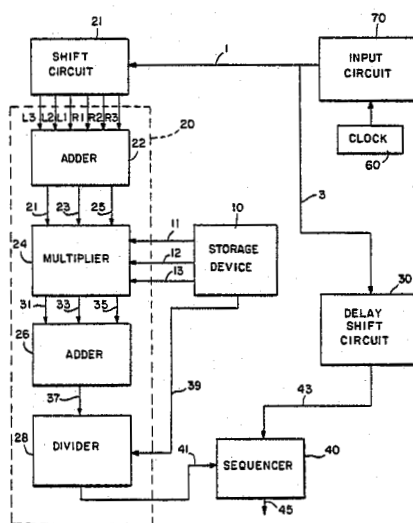 21
SHIFT
CIRCUIT
1
70
INPUT
CIRCUIT
CLOCK
60
L3 L2 L1 R1 R2 R3
20
ADDER
22
21 23 25
3
10
24
MULTIPLIER
11
12
13
STORAGE
DEVICE
31 33 35
30
DELAY
SHIFT
CIRCUIT
26
ADDER
37
39
43
28
DIVIDER
41
SEQUENCER
40
45